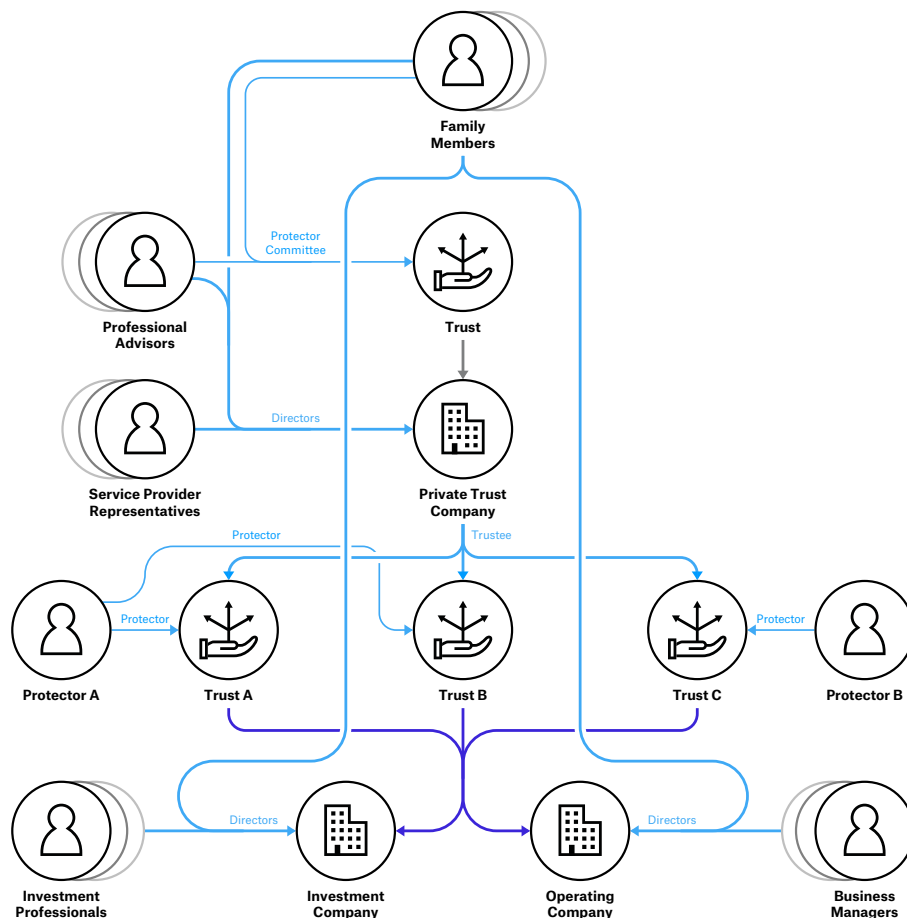 Family
Members
Protector
Committee
Professional
Advisors
Trust
Directors
Service Provider
Representatives
Private Trust
Company
Protector
Trustee
Protector
Protector
Protector A
Trust A
Trust B
Trust C
Protector B
Directors
Directors
Investment
Professionals
Investment
Company
Operating
Company
Business
Managers